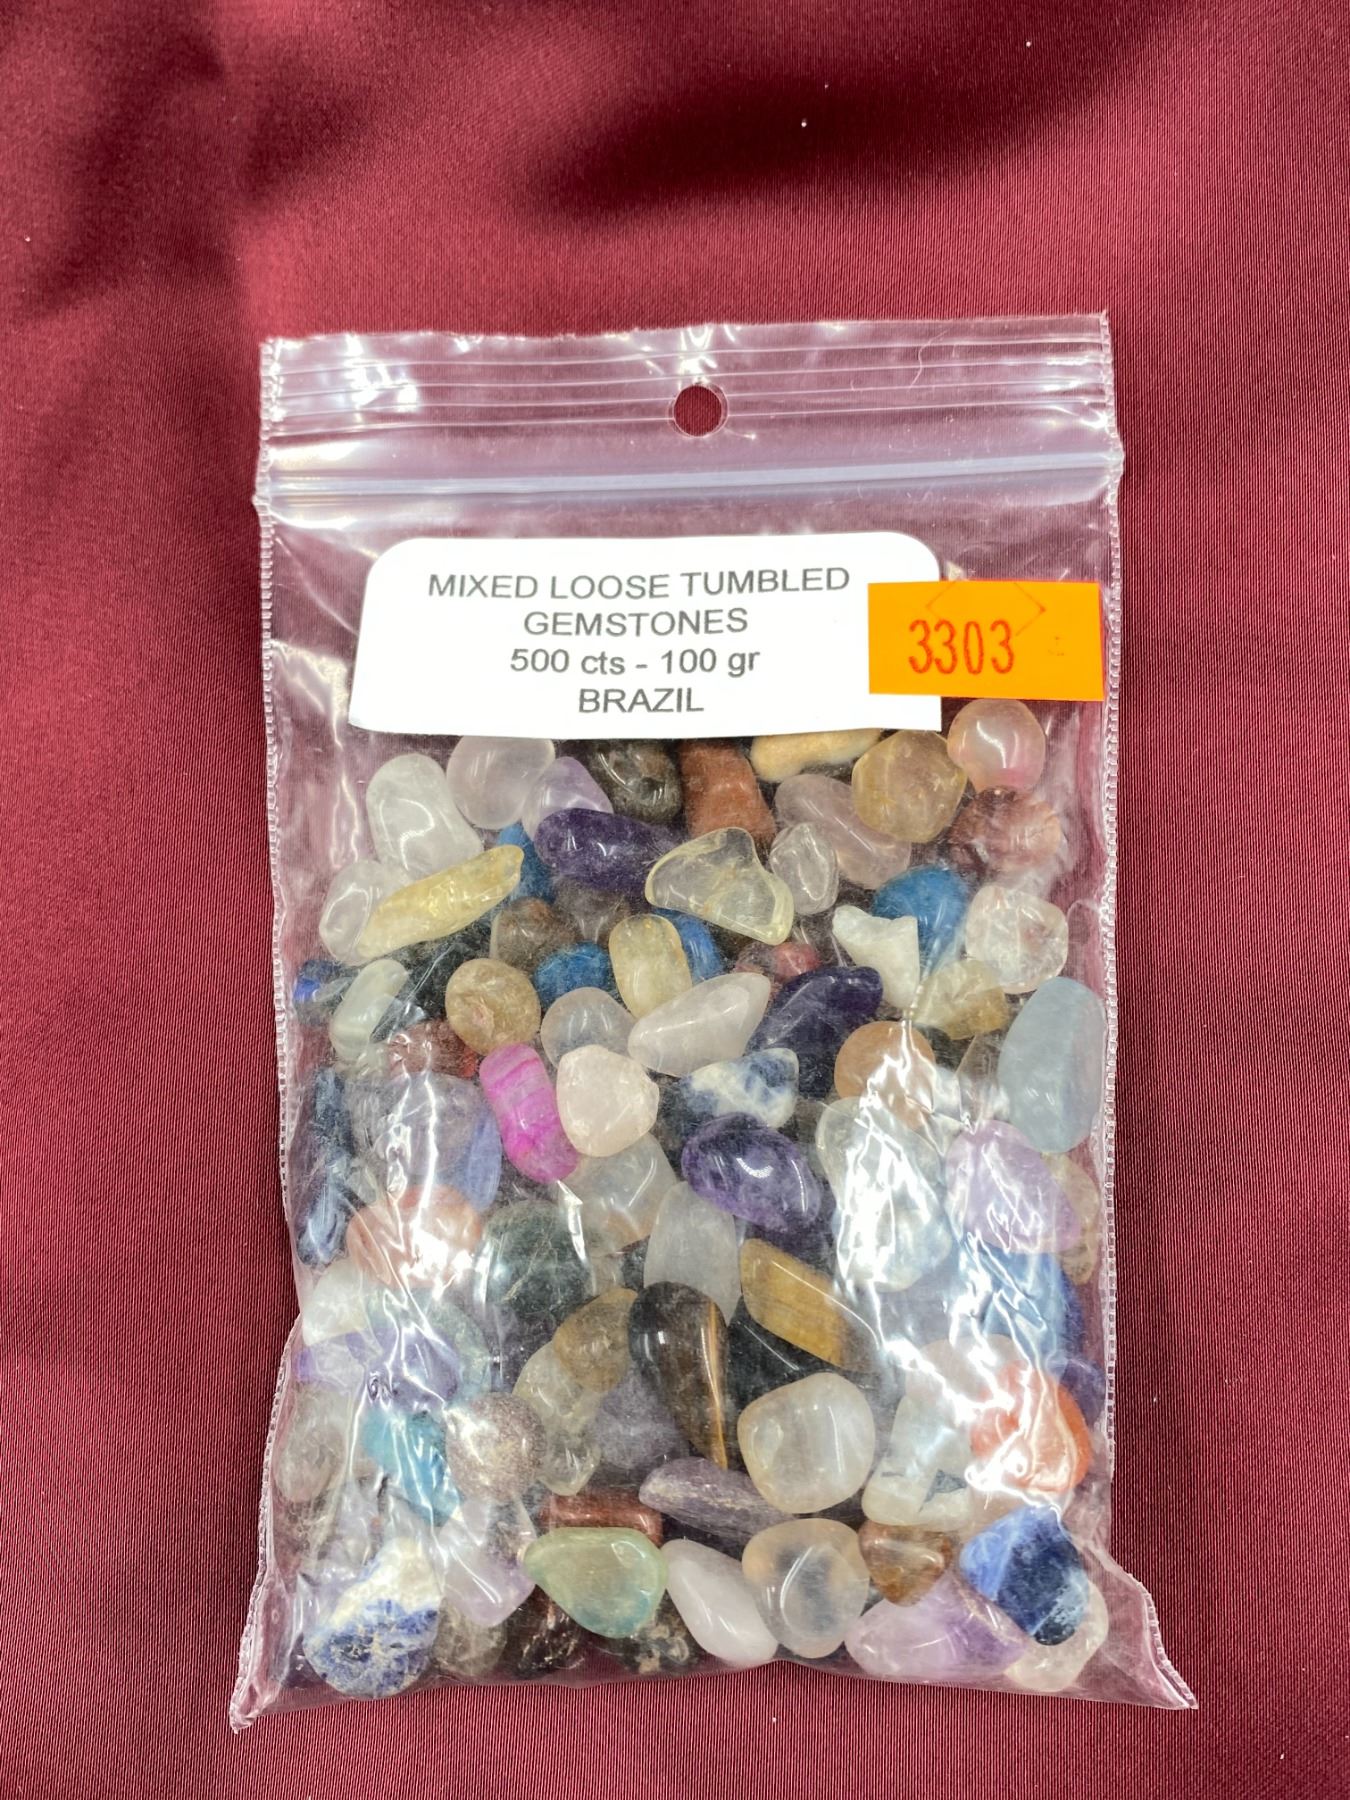 MIXED LOOSE TUMBLED
GEMSTONES
500 cts - 100 gr
BRAZIL
3303